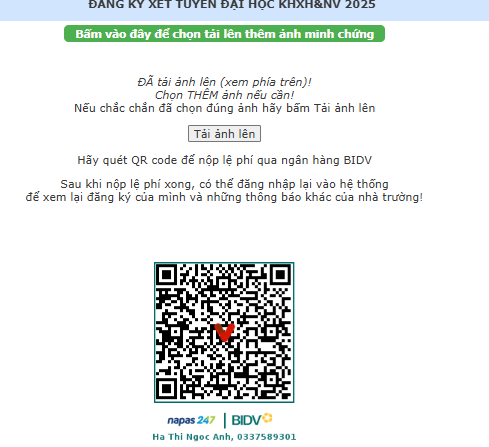 ĐĂNG KÝ XÉT TUYỂN ĐẠI HỌC KHXH&NV 2025
Bấm vào đây để chọn tải lên thêm ảnh minh chứng
ĐÃ tải ảnh lên (xem phía trên)!
Chọn THÊM ảnh nếu cần!
Nếu chắc chắn đã chọn đúng ảnh hãy bấm Tải ảnh lên
Tải ảnh lên
Hãy quét QR code để nộp lệ phí qua ngân hàng BIDV
Sau khi nộp lệ phí xong, có thể đăng nhập lại vào hệ thống
để xem lại đăng ký của mình và những thông báo khác của nhà trường!
napas 247 | BIDV
Ha Thi Ngoc Anh, 0337589301